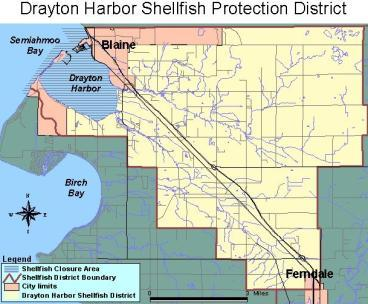 Drayton Harbor Shellfish Protection District
Semiahmoo
Bay
Blaine
Drayton
Harbor
Birch
Bay
N
W
E
S
Legend
Shellfish Closure Area
Shellfish District Boundary
City limits
Drayton Harbor Shellfish District
0
Miles
Ferndale